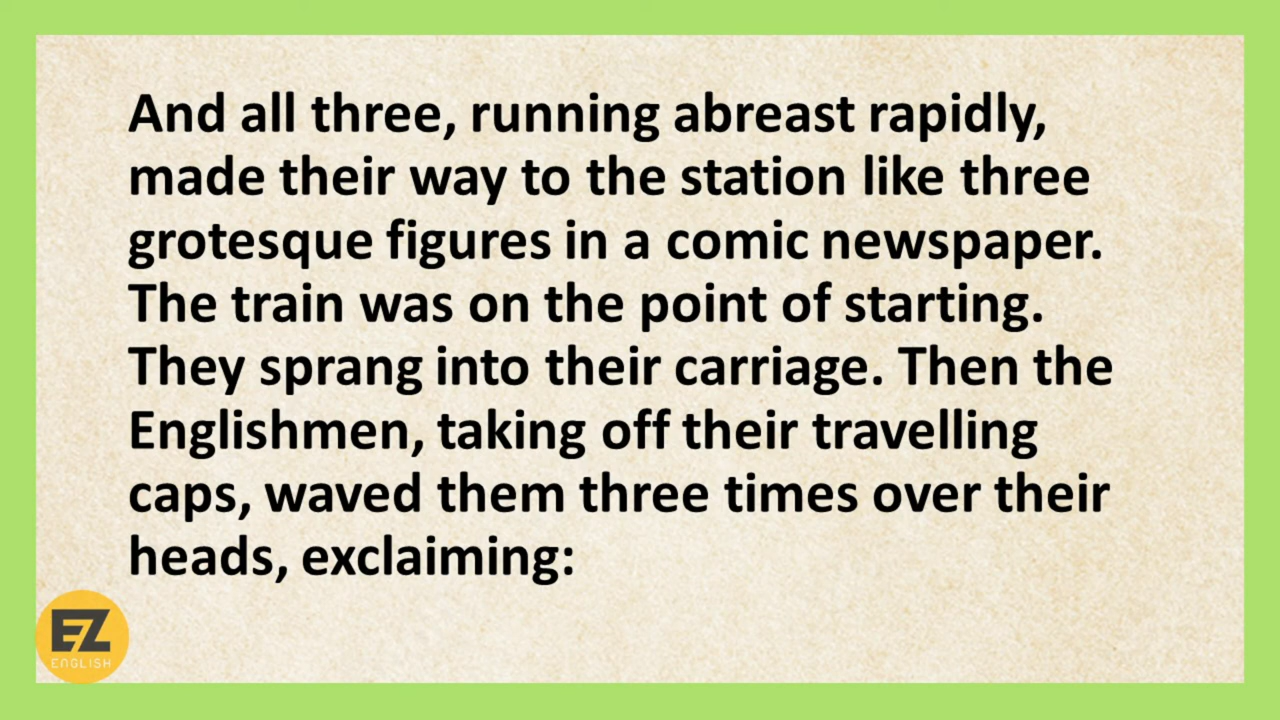 And all three, running abreast rapidly,
made their way to the station like three
grotesque figures in a comic newspaper.
The train was on the point of starting.
They sprang into their carriage. Then the
Englishmen, taking off their travelling
caps, waved them three times over their
heads, exclaiming:
EZ
ENGLISH